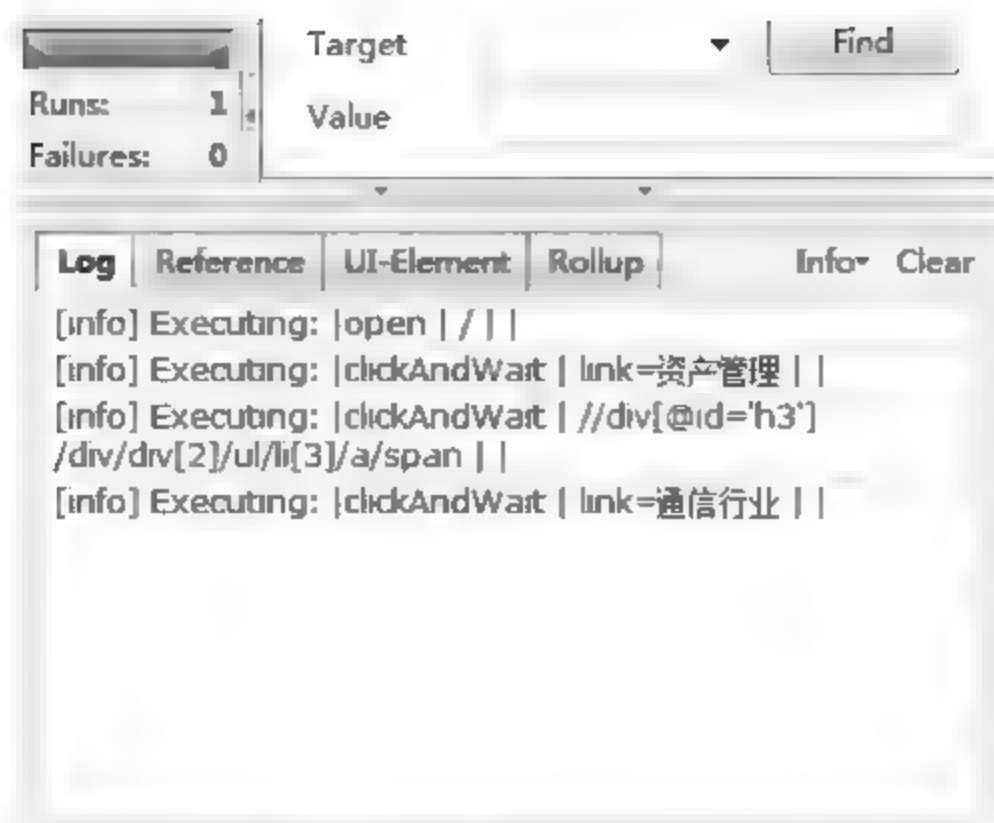 Target
Find
Runs: 1
Value
Failures: 0
Log Reference UI-Element Rollup Info Clear
[info] Executing: |open | / | |
[info] Executing: |clickAndWait | link=资产管理 | |
[info] Executing: |clickAndWait | //div[@id='h3']
/div/div[2]/ul/li[3]/a/span | |
[info] Executing: |clickAndWait | link=通信行业 | |